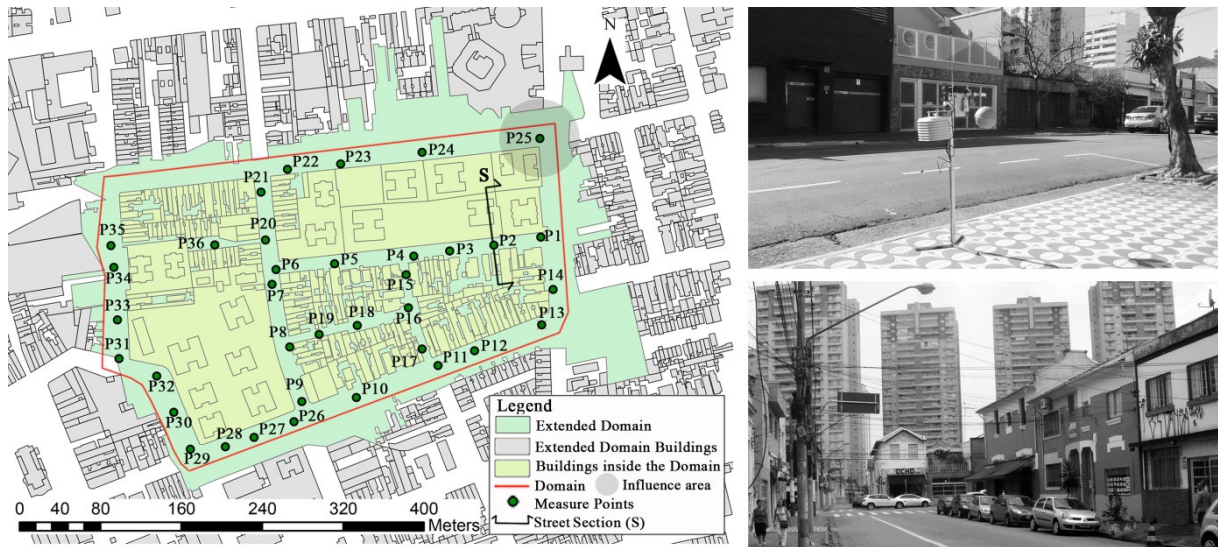 N
P25
P24
P23
P22
P21
S
P20
P36
P35
P34
P1
P2
P3
P4
P5
P6
P7
P15
P14
P33
P16
P18
P19
P8
P13
P31
P32
P17
P12
P11
P10
P9
P30
P26
P27
P28
P29
Legend
Extended Domain
Extended Domain Buildings
Buildings inside the Domain
Domain
Influence area
Measure Points
Street Section (S)
0 40 80 160 240 320 400
Meters
OCHO